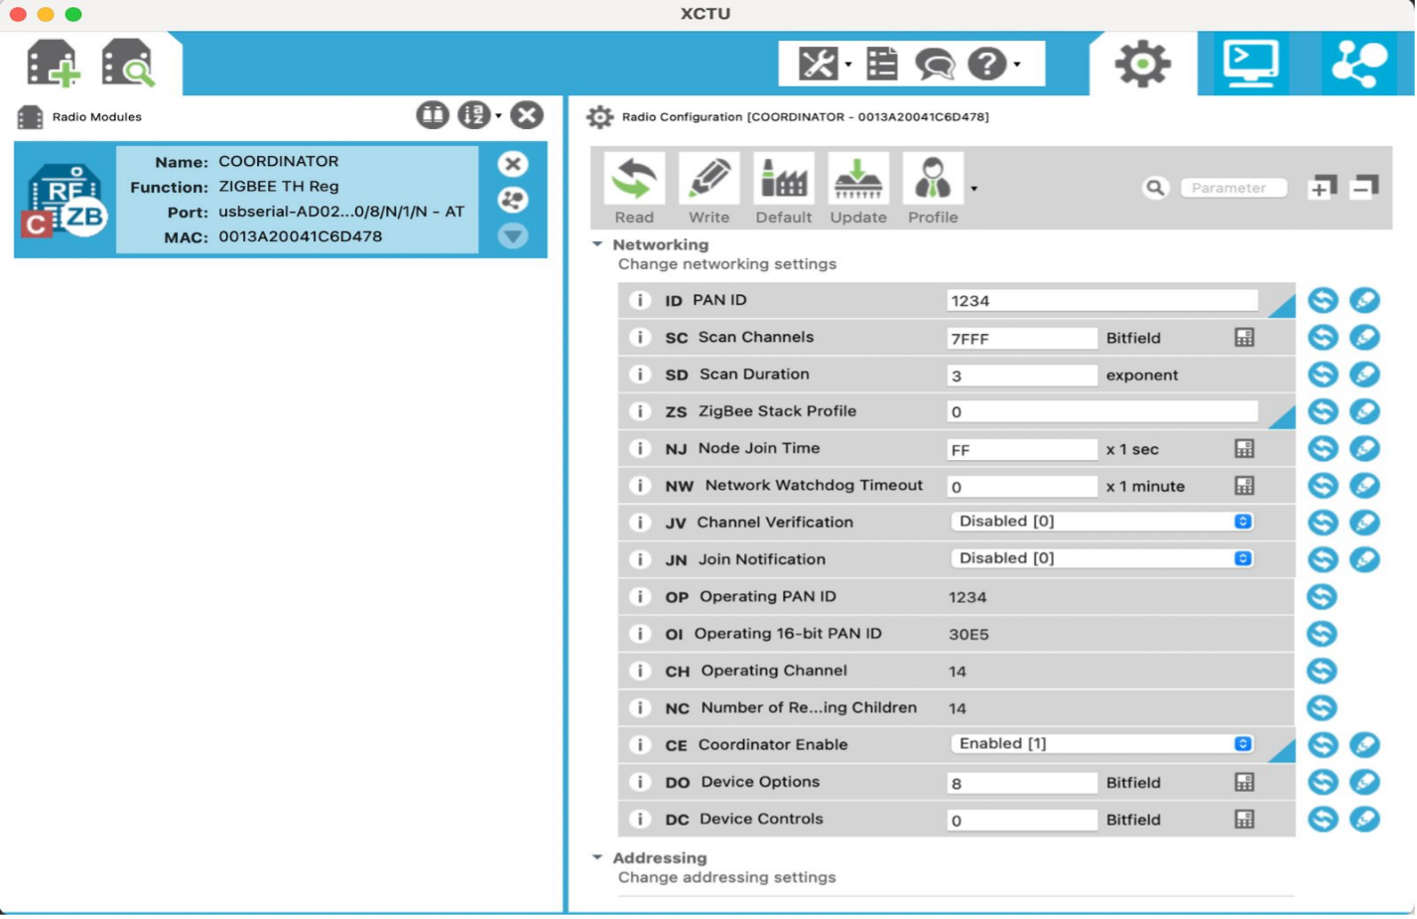 XCTU
Radio Modules
Name: COORDINATOR
Function: ZIGBEE TH Reg
Port: usbserial-AD02...0/8/N/1/N - AT
MAC: 0013A20041C6D478
RF
C
ZB
Radio Configuration [COORDINATOR - 0013A20041C6D478]
Read
Write
Default
Update
Profile
Parameter
Networking
Change networking settings
ID PAN ID 1234
SC Scan Channels 7FFF Bitfield
SD Scan Duration 3 exponent
ZS ZigBee Stack Profile 0
NJ Node Join Time FF x 1 sec
NW Network Watchdog Timeout 0 x 1 minute
JV Channel Verification Disabled [0]
JN Join Notification Disabled [0]
OP Operating PAN ID 1234
OI Operating 16-bit PAN ID 30E5
CH Operating Channel 14
NC Number of Re...ing Children 14
CE Coordinator Enable Enabled [1]
DO Device Options 8 Bitfield
DC Device Controls 0 Bitfield
Addressing
Change addressing settings